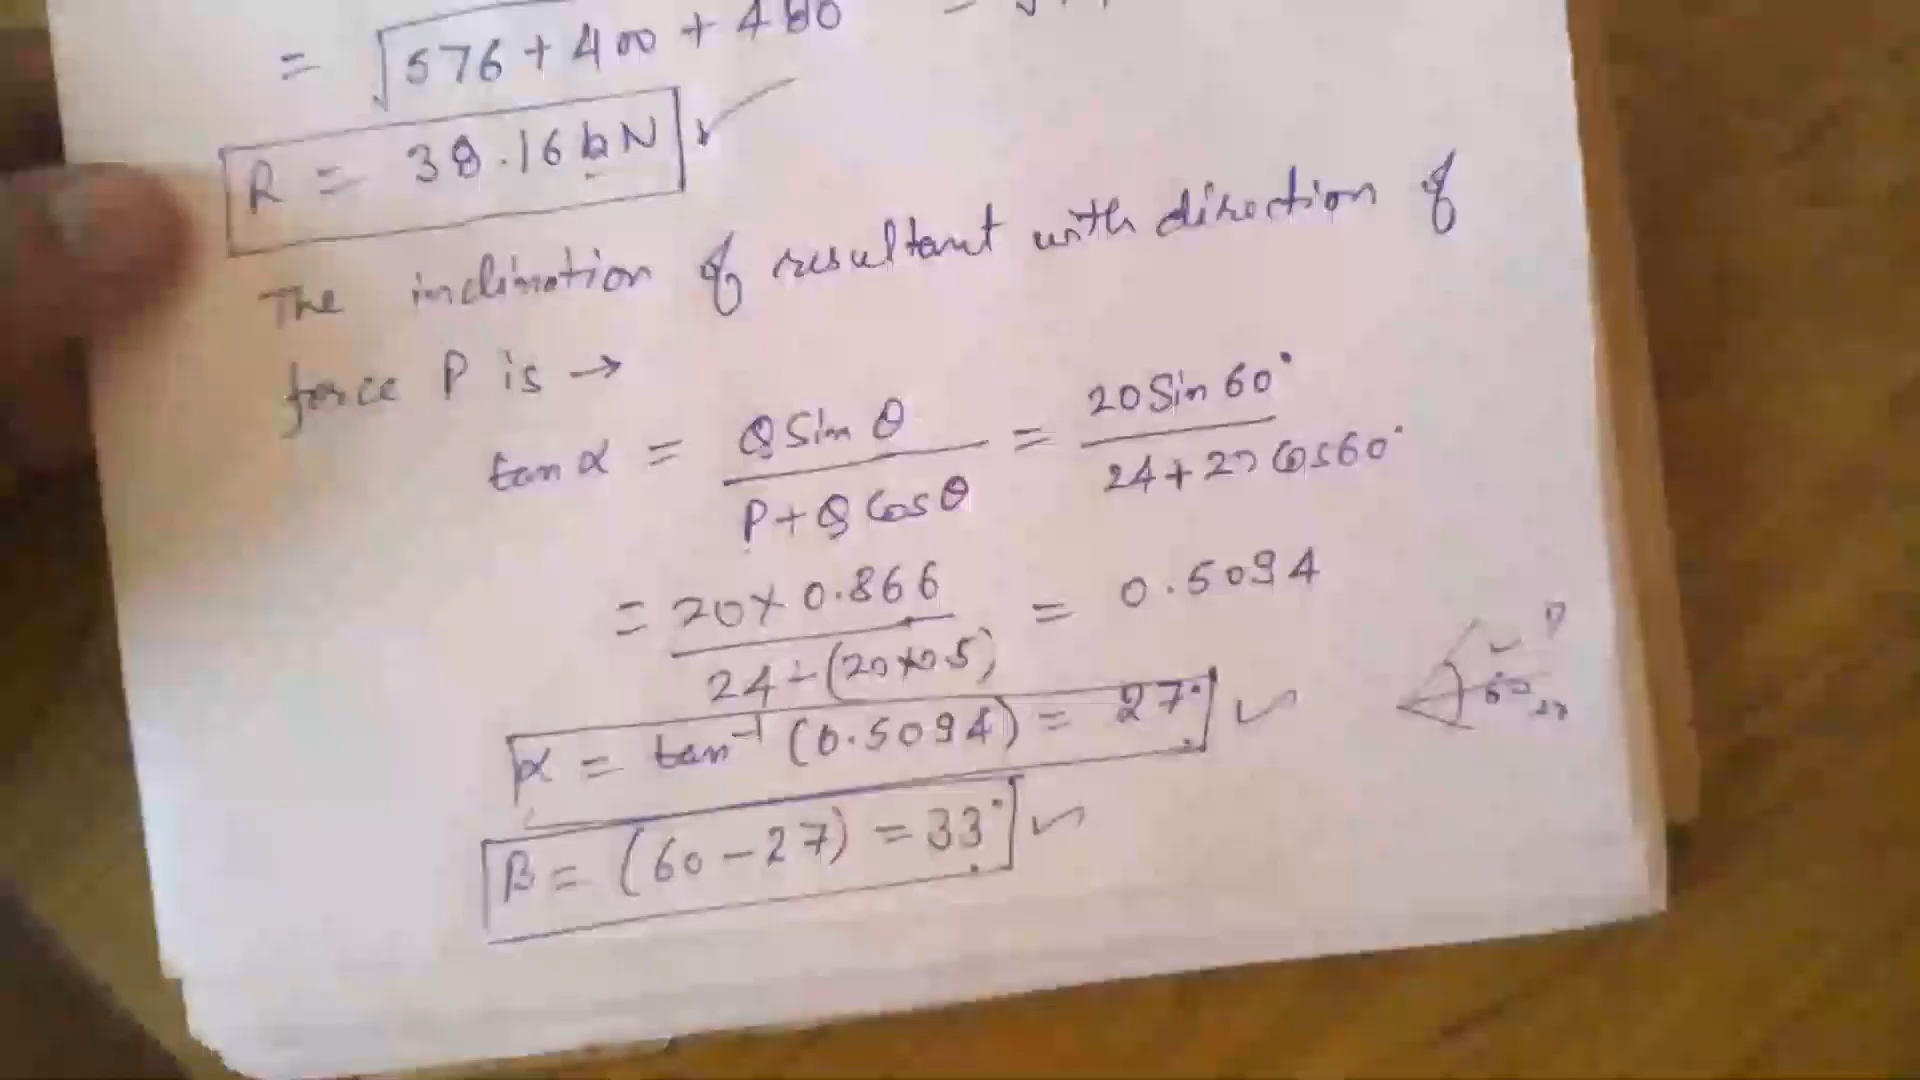 = √576 + 400 + 480
R = 38.16 kN ✓
The inclination of resultant with direction of
force P is →
tan α = Q Sin θ / P + Q Cos θ = 20 Sin 60° / 24 + 20 Cos 60°
= 20 × 0.866 / 24 + (20 × 0.5) = 0.5094
α = tan⁻¹ (0.5094) = 27° ✓
β = (60 - 27) = 33° ✓
60
27